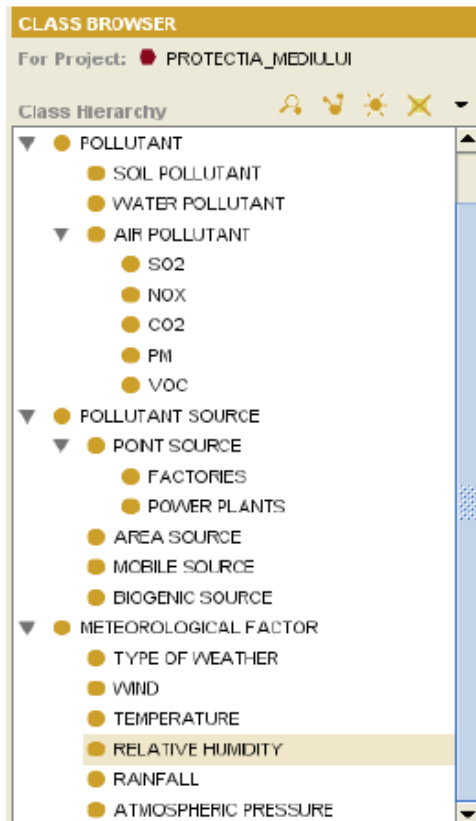 CLASS BROWSER
For Project: PROTECTIA_MEDIULUI
Class Hierarchy
POLLUTANT
SOIL POLLUTANT
WATER POLLUTANT
AIR POLLUTANT
SO2
NOX
CO2
PM
VOC
POLLUTANT SOURCE
PONT SOURCE
FACTORIES
POWER PLANTS
AREA SOURCE
MOBILE SOURCE
BIOGENIC SOURCE
METEOROLOGICAL FACTOR
TYPE OF WEATHER
WIND
TEMPERATURE
RELATIVE HUMIDITY
RAINFALL
ATMOSPHERIC PRESSURE